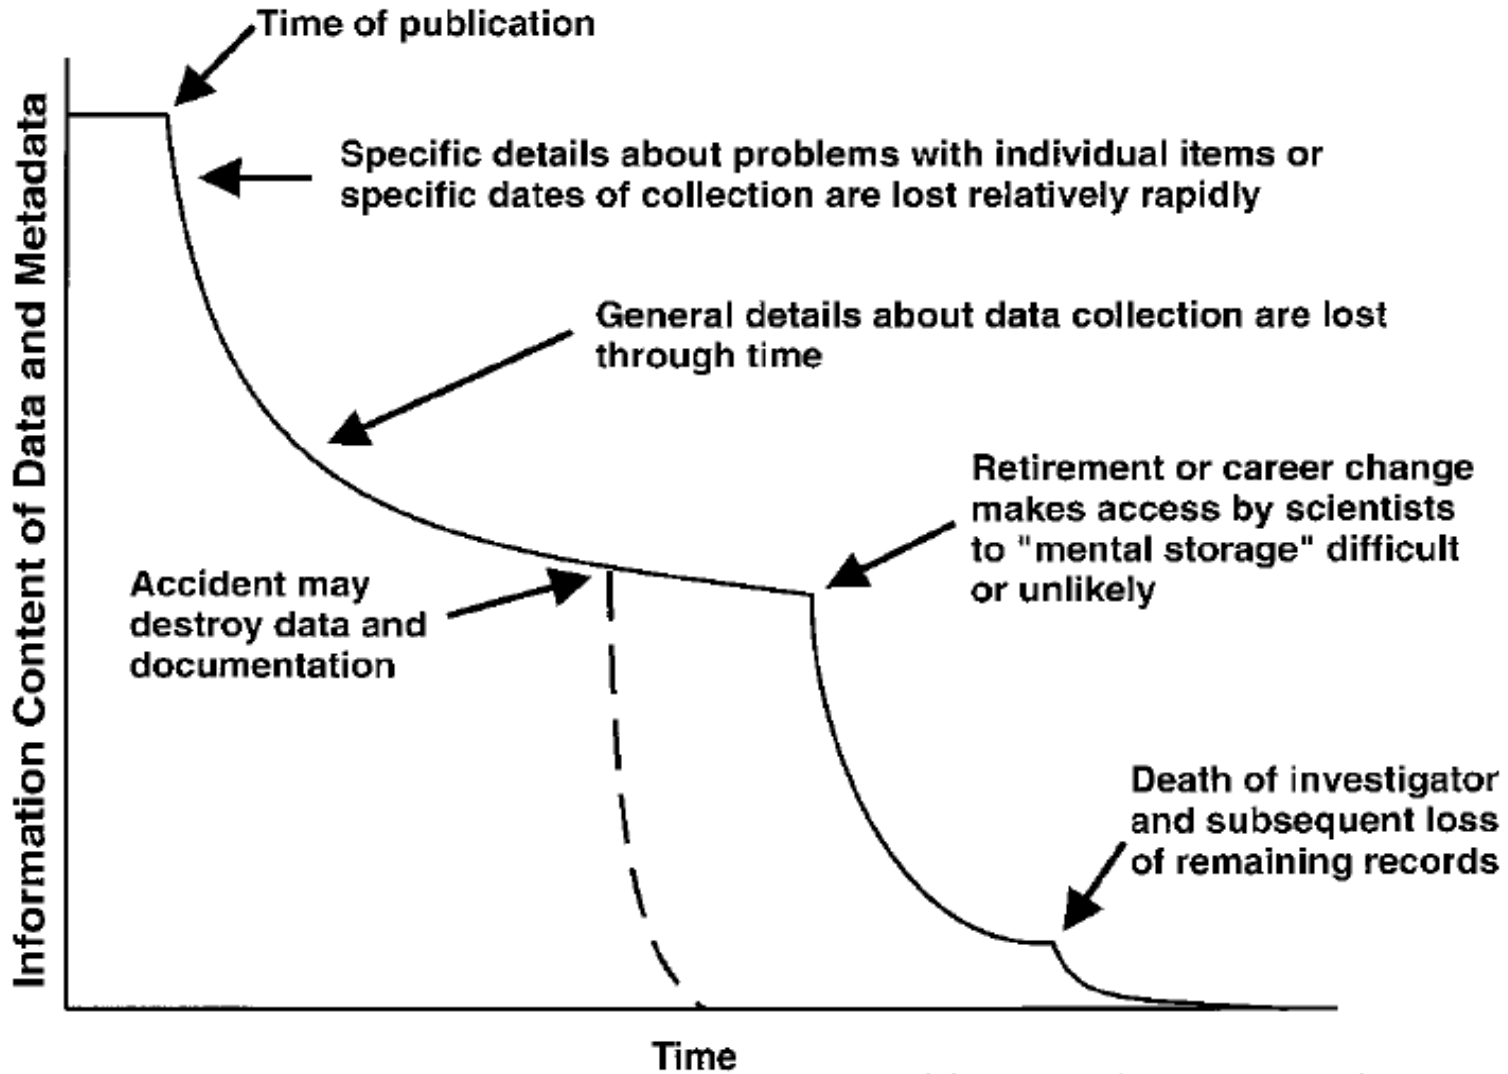 Time of publication
Specific details about problems with individual items or
specific dates of collection are lost relatively rapidly
General details about data collection are lost
through time
Retirement or career change
makes access by scientists
to "mental storage" difficult
or unlikely
Accident may
destroy data and
documentation
Death of investigator
and subsequent loss
of remaining records
Information Content of Data and Metadata
Time